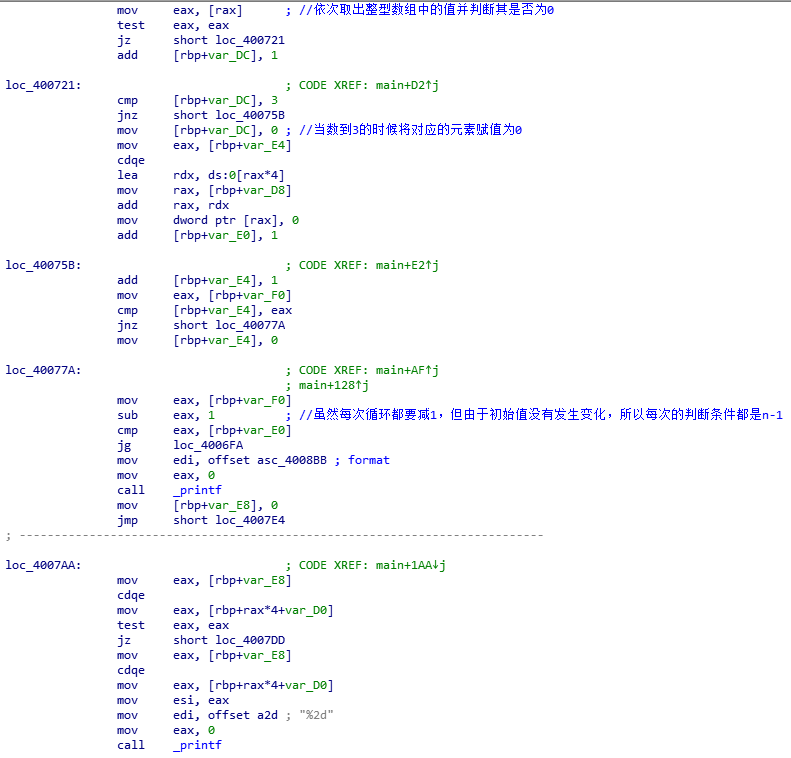 mov eax, [rax] ; //依次取出整型数组中的值并判断其是否为0
test eax, eax
jz short loc_400721
add [rbp+var_DC], 1
loc_400721: ; CODE XREF: main+D2↑j
cmp [rbp+var_DC], 3
jnz short loc_40075B
mov [rbp+var_DC], 0 ; //当数到3的时候将对应的元素赋值为0
mov eax, [rbp+var_E4]
cdqe
lea rdx, ds:0[rax*4]
mov rax, [rbp+var_D8]
add rax, rdx
mov dword ptr [rax], 0
add [rbp+var_E0], 1
loc_40075B: ; CODE XREF: main+E2↑j
add [rbp+var_E4], 1
mov eax, [rbp+var_F0]
cmp [rbp+var_E4], eax
jnz short loc_40077A
mov [rbp+var_E4], 0
loc_40077A: ; CODE XREF: main+AF↑j
; main+128↑j
mov eax, [rbp+var_F0]
sub eax, 1 ; //虽然每次循环都要减1，但由于初始值没有发生变化，所以每次的判断条件都是n-1
cmp eax, [rbp+var_E0]
jg loc_4006FA
mov edi, offset asc_4008BB ; format
mov eax, 0
call _printf
mov [rbp+var_E8], 0
jmp short loc_4007E4
; ---------------------------------------------------------------------------
loc_4007AA: ; CODE XREF: main+1AA↓j
mov eax, [rbp+var_E8]
cdqe
mov eax, [rbp+rax*4+var_D0]
test eax, eax
jz short loc_4007DD
mov eax, [rbp+var_E8]
cdqe
mov eax, [rbp+rax*4+var_D0]
mov esi, eax
mov edi, offset a2d ; "%2d"
mov eax, 0
call _printf